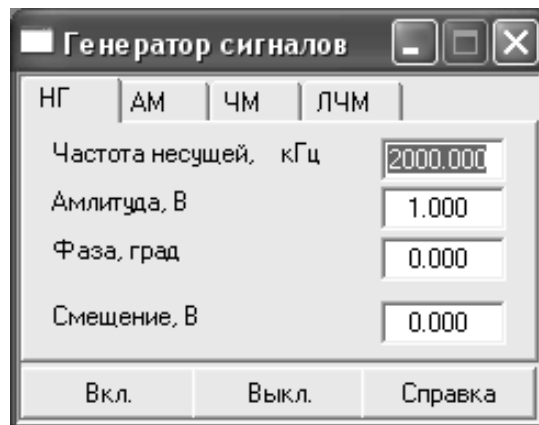 Генератор сигналов
НГ АМ ЧМ ЛЧМ
Частота несущей, кГц 2000.000
Амлитуда, В 1.000
Фаза, град 0.000
Смещение, В 0.000
Вкл. Выкл. Справка